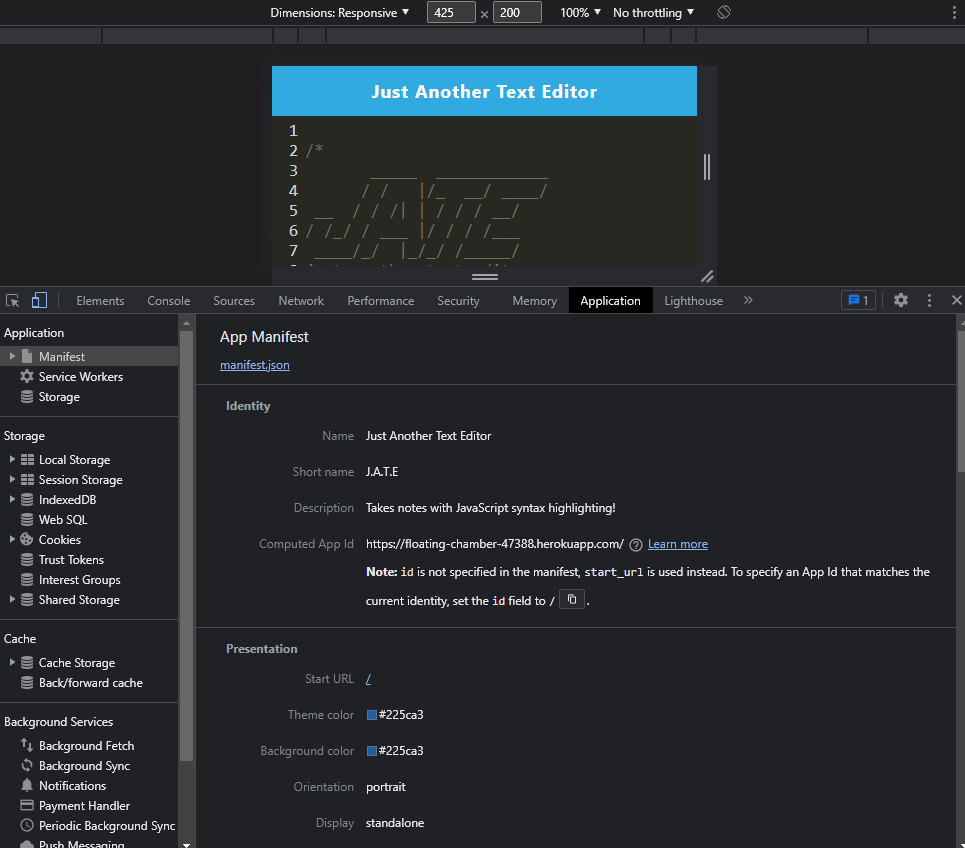 Dimensions: Responsive ▼ 425 × 200 100% ▼ No throttling ▼
Just Another Text Editor
1
2 /*
3 _____ _____________
4 / / |/_ __/ ____/
5 __ / / /| | / / / __/
6 / /_/ / ___ |/ / / /___
7 ____/_/ |_/_/ /_____/
Elements Console Sources Network Performance Security Memory Application Lighthouse » 1
Application
Manifest
Service Workers
Storage
Storage
Local Storage
Session Storage
IndexedDB
Web SQL
Cookies
Trust Tokens
Interest Groups
Shared Storage
Cache
Cache Storage
Back/forward cache
Background Services
Background Fetch
Background Sync
Notifications
Payment Handler
Periodic Background Sync
Push Messaging
App Manifest
manifest.json
Identity
Name Just Another Text Editor
Short name J.A.T.E
Description Takes notes with JavaScript syntax highlighting!
Computed App Id https://floating-chamber-47388.herokuapp.com/ ? Learn more
Note: id is not specified in the manifest, start_url is used instead. To specify an App Id that matches the
current identity, set the id field to / .
Presentation
Start URL /
Theme color #225ca3
Background color #225ca3
Orientation portrait
Display standalone